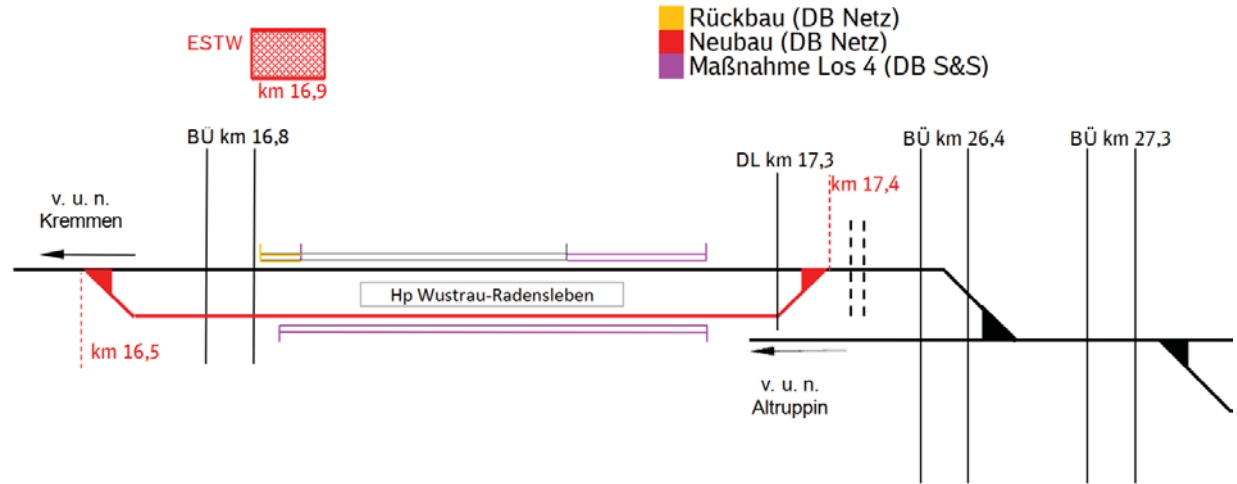 Rückbau (DB Netz)
Neubau (DB Netz)
Maßnahme Los 4 (DB S&S)
ESTW
km 16,9
BÜ km 16,8
DL km 17,3
BÜ km 26,4
BÜ km 27,3
km 17,4
v. u. n.
Kremmen
Hp Wustrau-Radensleben
km 16,5
v. u. n.
Altruppin